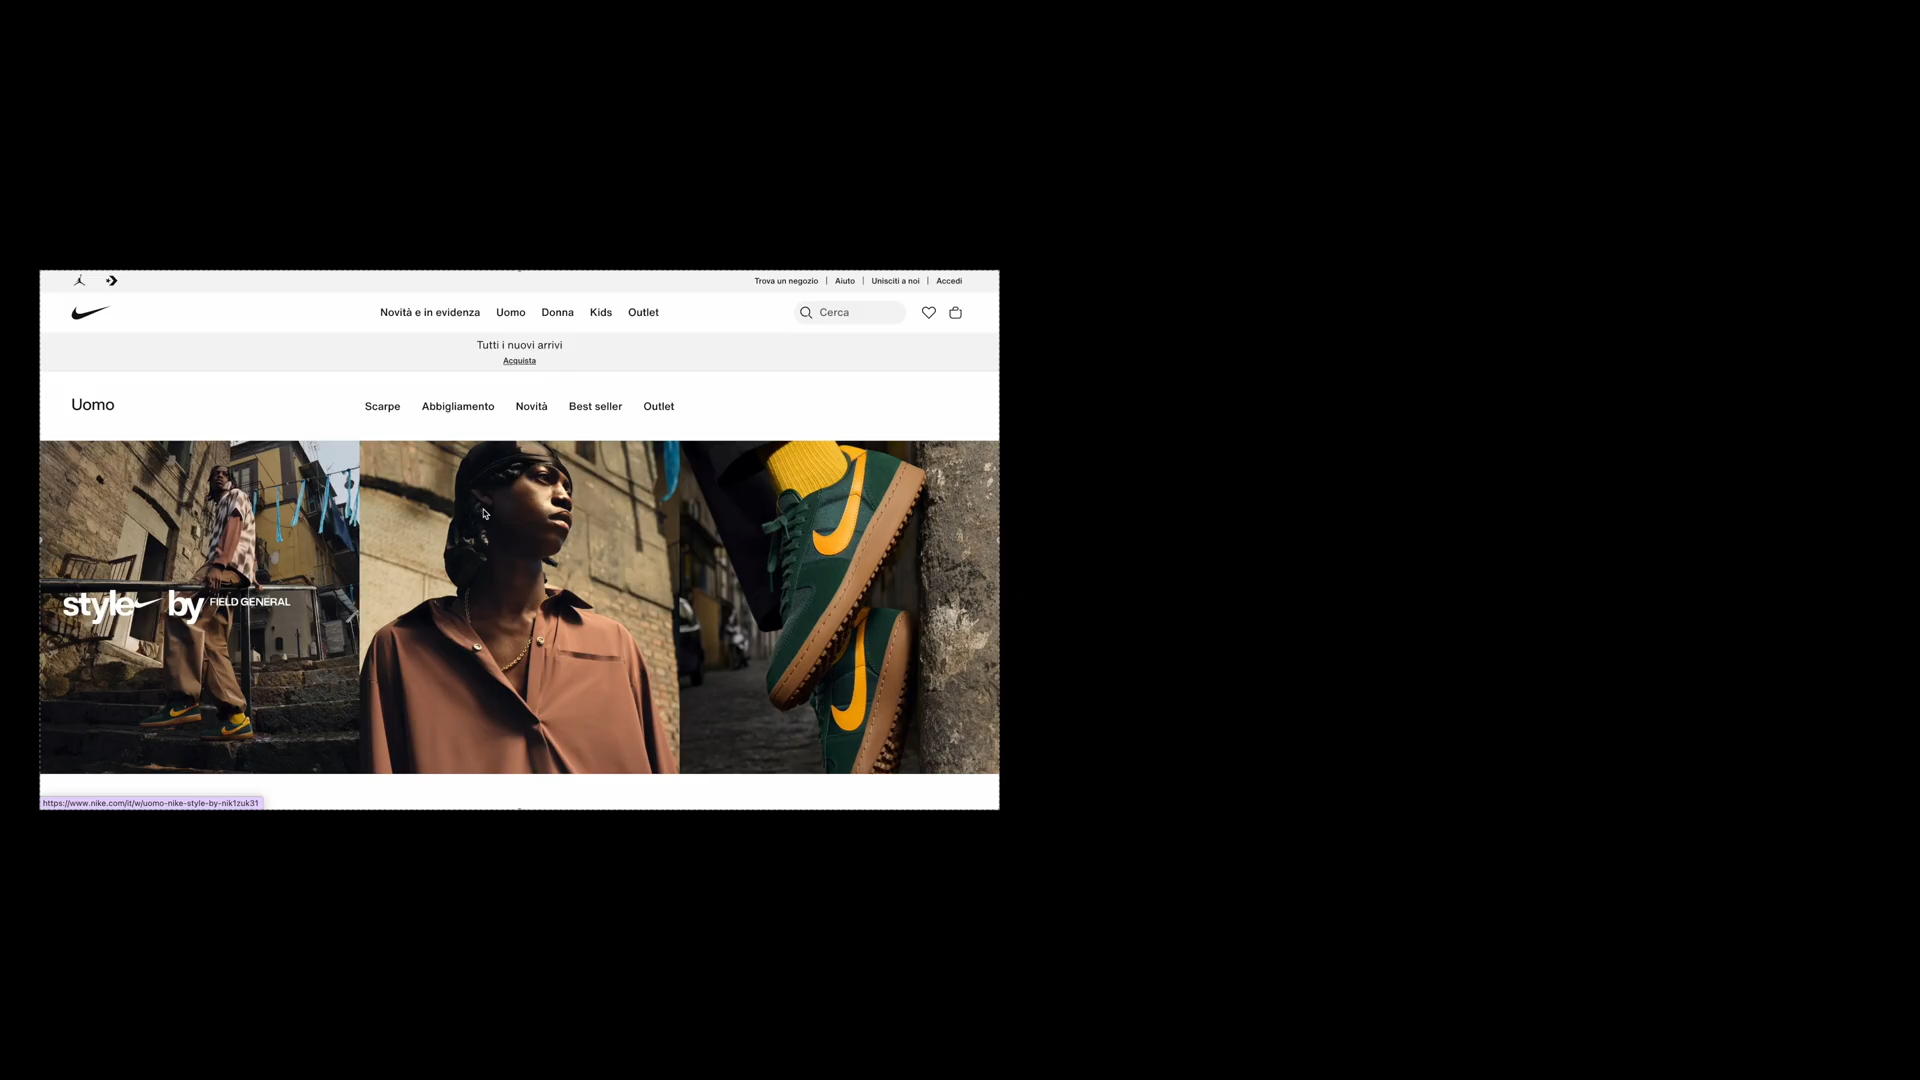 Trova un negozio | Aiuto | Unisciti a noi | Accedi
Novità e in evidenza Uomo Donna Kids Outlet Cerca
Tutti i nuovi arrivi
Acquista
Uomo Scarpe Abbigliamento Novità Best seller Outlet
style by FIELD GENERAL
https://www.nike.com/it/w/uomo-nike-style-by-nik1zuk31